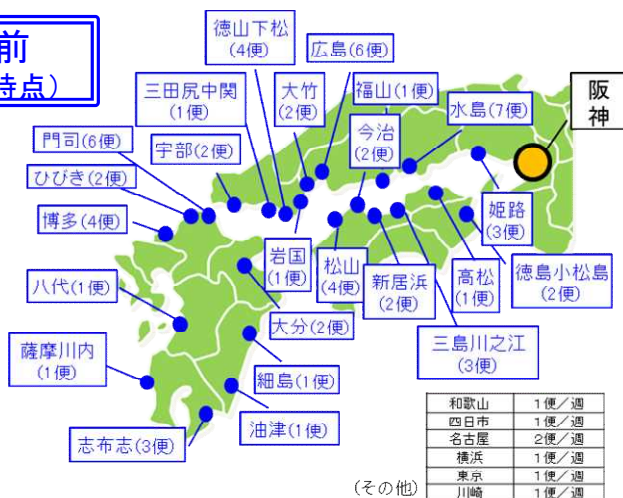 前
時点）
徳山下松
(4便)
広島(6便)
三田尻中関
(1便)
大竹
(2便)
福山(1便)
水島(7便)
阪
神
門司(6便)
宇部(2便)
今治
(2便)
ひびき(2便)
博多(4便)
姫路
(3便)
岩国
(1便)
松山
(4便)
新居浜
(2便)
高松
(1便)
徳島小松島
(2便)
八代(1便)
大分(2便)
三島川之江
(3便)
薩摩川内
(1便)
細島(1便)
油津(1便)
志布志(3便)
(その他)
和歌山 1便／週
四日市 1便／週
名古屋 2便／週
横浜 1便／週
東京 1便／週
川崎 1便／週